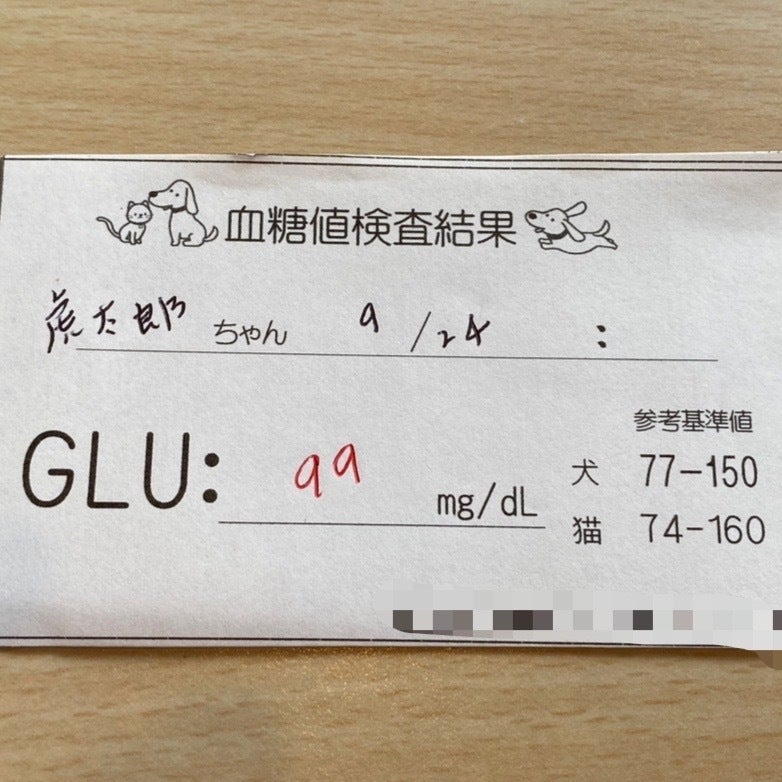 血糖値検査結果
虎太郎ちゃん 9/24 :
参考基準値
GLU: 99 mg/dL
犬 77-150
猫 74-160